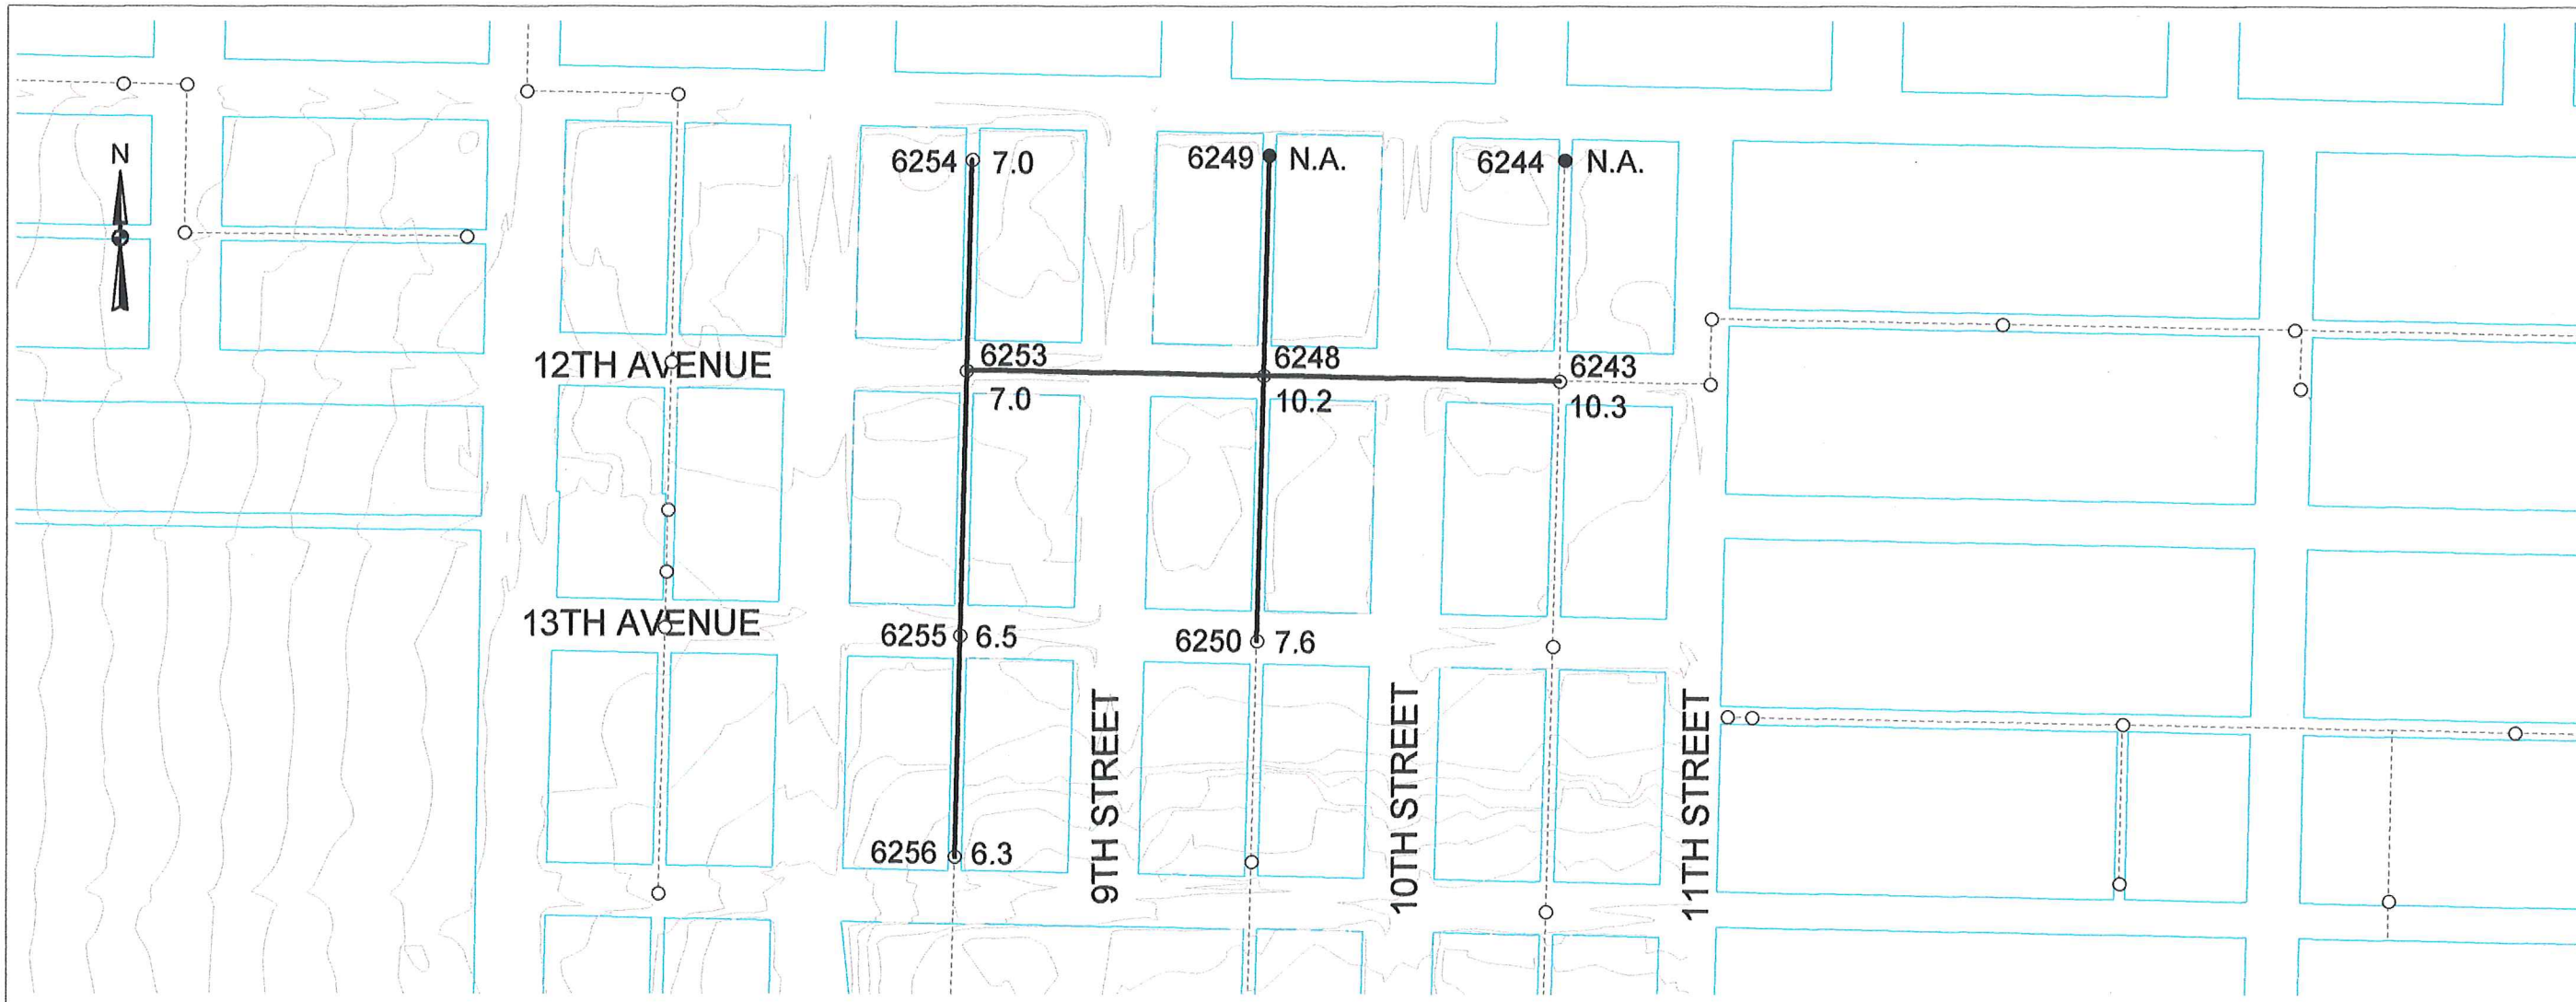 N
6254 7.0
6249 N.A.
6244 N.A.
12TH AVENUE
6253
7.0
6248
10.2
6243
10.3
13TH AVENUE
6255 6.5
6250 7.6
6256 6.3
9TH STREET
10TH STREET
11TH STREET